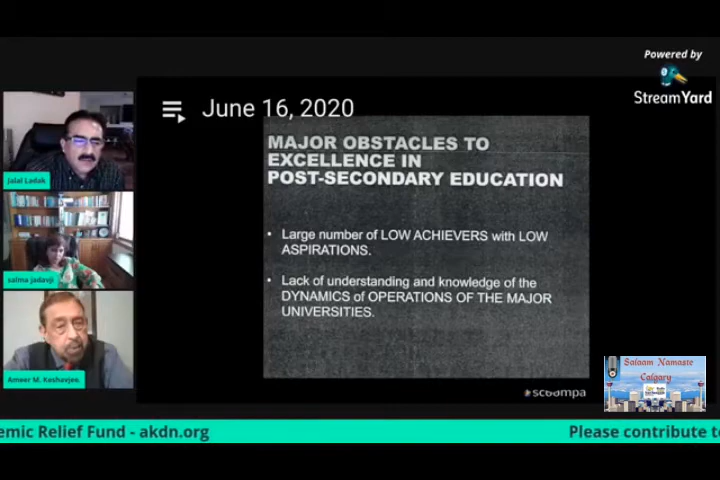 Powered by
StreamYard
June 16, 2020
MAJOR OBSTACLES TO
EXCELLENCE IN
POST-SECONDARY EDUCATION
• Large number of LOW ACHIEVERS with LOW
ASPIRATIONS.
• Lack of understanding and knowledge of the
DYNAMICS of OPERATIONS OF THE MAJOR
UNIVERSITIES.
Jalal Ladak
salma jadavji
Ameer M. Keshavjee.
Salaam Namaste
Calgary
emic Relief Fund - akdn.org
Please contribute to